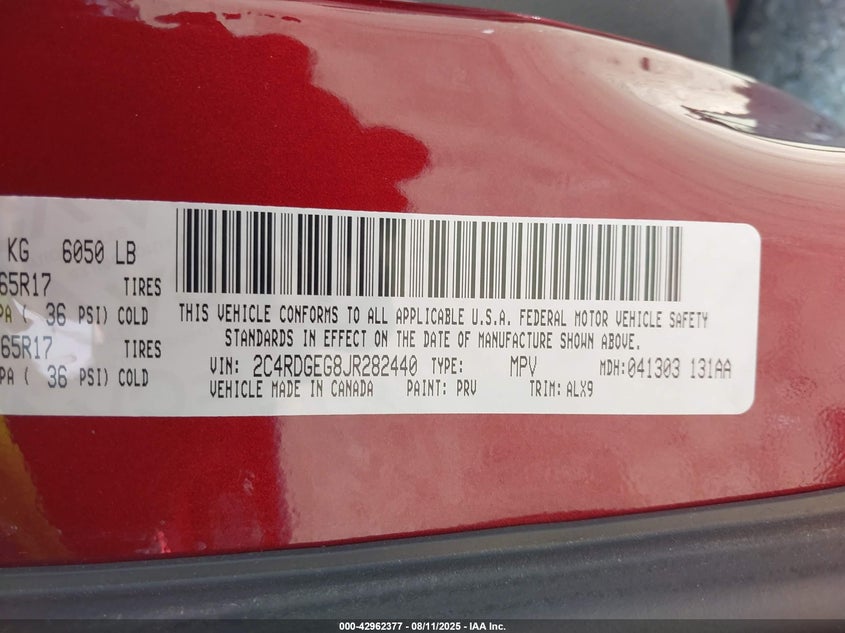 KG 6050 LB
65R17 TIRES
PA ( 36 PSI) COLD
65R17 TIRES
PA ( 36 PSI) COLD
THIS VEHICLE CONFORMS TO ALL APPLICABLE U.S.A. FEDERAL MOTOR VEHICLE SAFETY
STANDARDS IN EFFECT ON THE DATE OF MANUFACTURE SHOWN ABOVE.
VIN: 2C4RDGEG8JR282440 TYPE: MPV MDH: 041303 131AA
VEHICLE MADE IN CANADA PAINT: PRV TRIM: ALX9
000-42962377 - 08/11/2025 - IAA Inc.